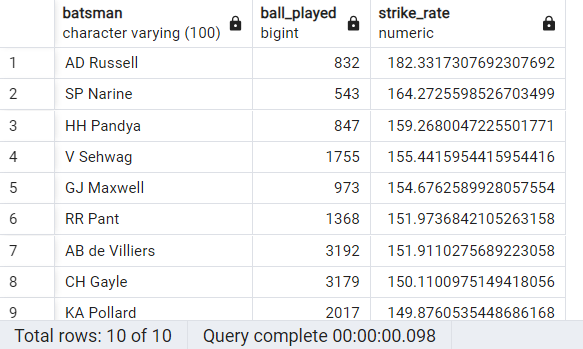 batsman ball_played strike_rate
character varying (100) bigint numeric
1 AD Russell 832 182.3317307692307692
2 SP Narine 543 164.2725598526703499
3 HH Pandya 847 159.2680047225501771
4 V Sehwag 1755 155.4415954415954416
5 GJ Maxwell 973 154.6762589928057554
6 RR Pant 1368 151.9736842105263158
7 AB de Villiers 3192 151.9110275689223058
8 CH Gayle 3179 150.1100975149418056
9 KA Pollard 2017 149.8760535448686168
Total rows: 10 of 10 Query complete 00:00:00.098